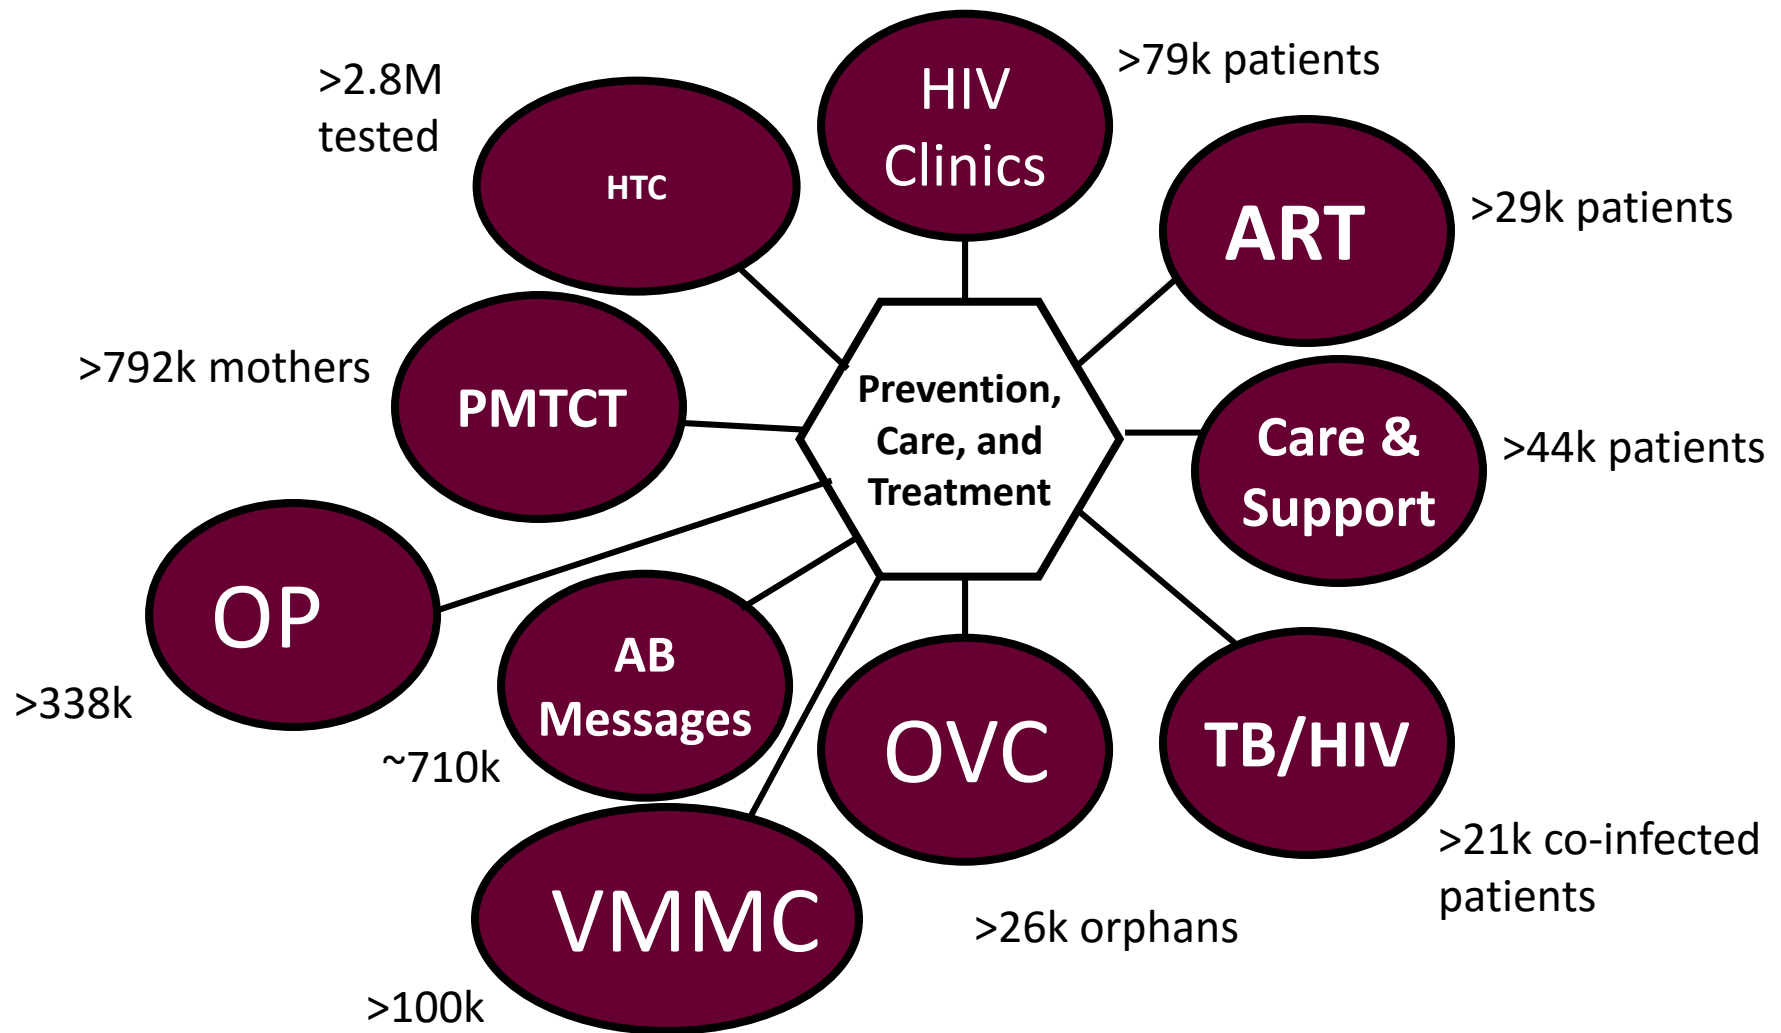 >2.8M
tested
HTC
HIV
Clinics
>79k patients
ART
>29k patients
>792k mothers
PMTCT
Prevention,
Care, and
Treatment
Care &
Support
>44k patients
OP
>338k
AB
Messages
~710k
OVC
>26k orphans
TB/HIV
>21k co-infected
patients
VMMC
>100k